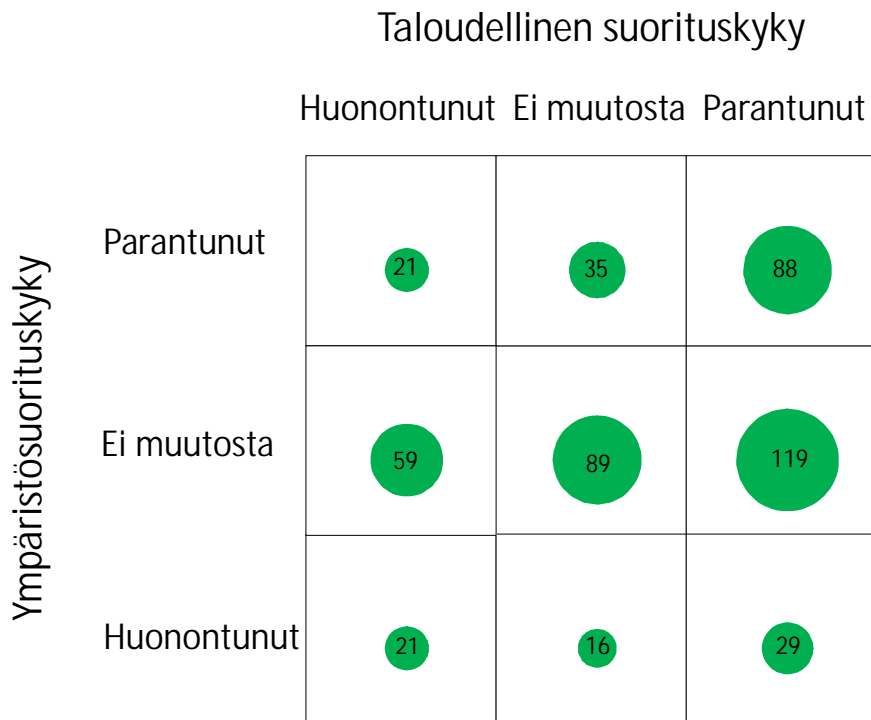 Taloudellinen suorituskyky
Huonontunut Ei muutosta Parantunut
Ympäristösuorituskyky
Parantunut
21 35 88
Ei muutosta
59 89 119
Huonontunut
21 16 29